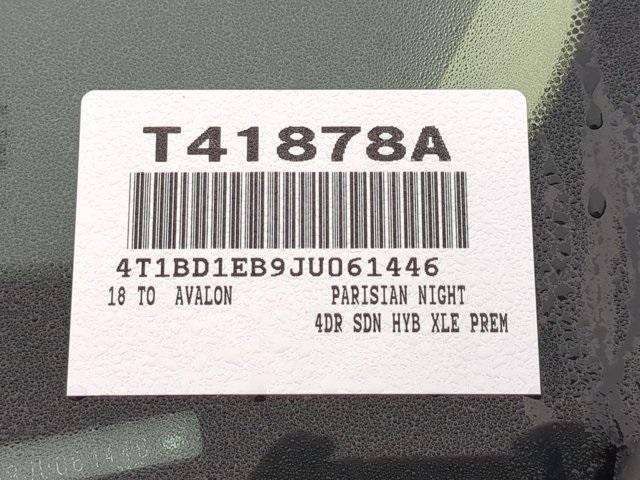 T41878A
4T1BD1EB9JU061446
18 TO AVALON PARISIAN NIGHT
4DR SDN HYB XLE PREM